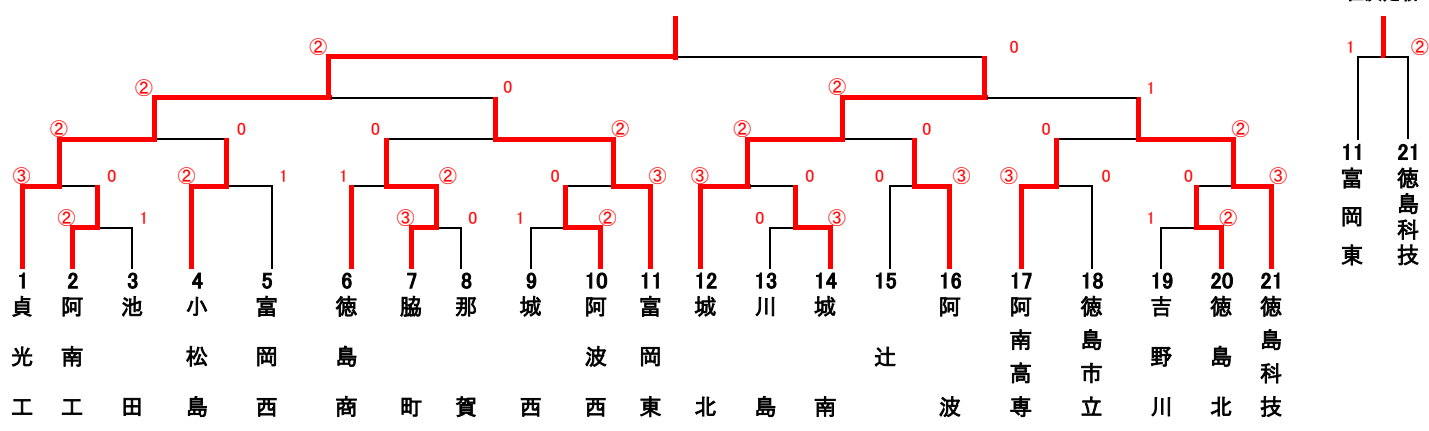 ② 0
② 0 ② 1
② 0 0 ② ② 0 0 ②
③ 0 ② 1 1 ② 0 ③ ③ 0 0 ③ ③ 0 0 ③
② 1 ③ 0 1 ② 0 ③ 1 ②
1 貞光工
2 阿南工
3 池田
4 小松島
5 富岡西
6 徳島商
7 脇町
8 那賀
9 城西
10 阿波西
11 富岡東
12 城北
13 川島
14 城南
15 辻
16 阿波
17 阿南高専
18 徳島市立
19 吉野川
20 徳島北
21 徳島科技
1 ②
11 富岡東
21 徳島科技